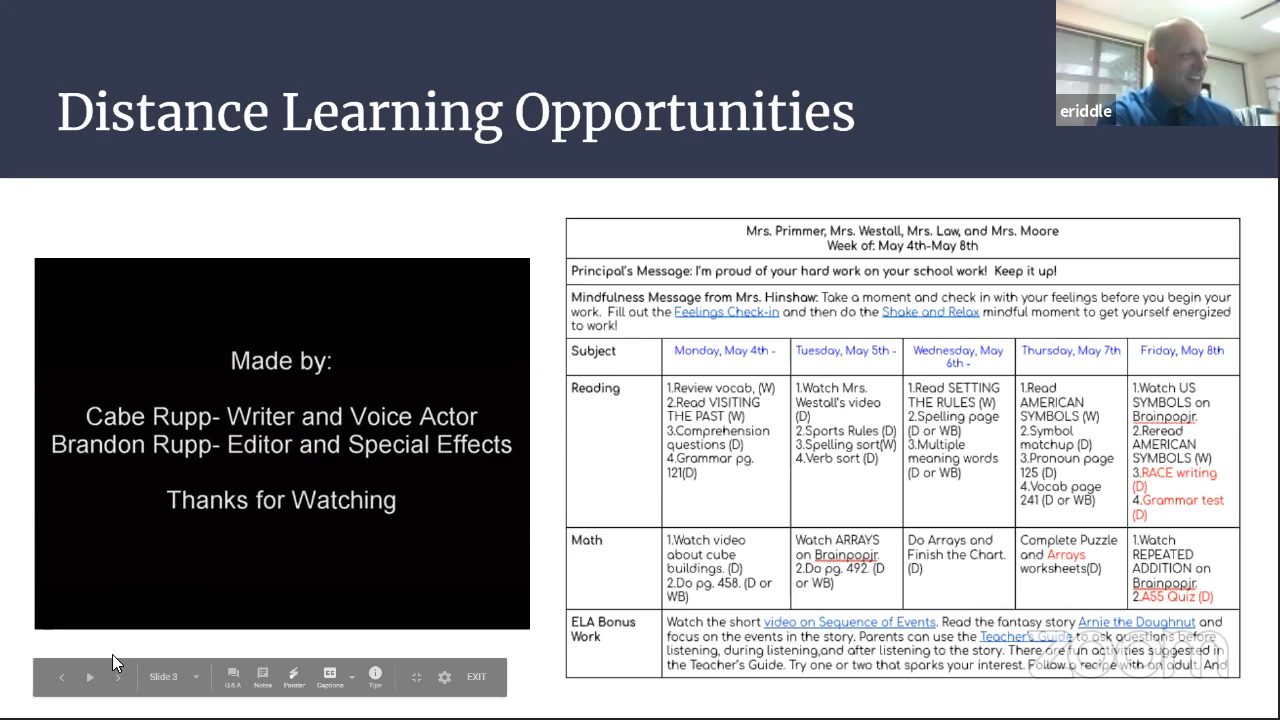 Distance Learning Opportunities
eriddle
Made by:
Cabe Rupp- Writer and Voice Actor
Brandon Rupp- Editor and Special Effects
Thanks for Watching
Mrs. Primmer, Mrs. Westall, Mrs. Law, and Mrs. Moore
Week of: May 4th-May 8th
Principal's Message: I'm proud of your hard work on your school work! Keep it up!
Mindfulness Message from Mrs. Hinshaw: Take a moment and check in with your feelings before you begin your
work. Fill out the Feelings Check-in and then do the Shake and Relax mindful moment to get yourself energized
to work!
Subject
Monday, May 4th -
Tuesday, May 5th -
Wednesday, May
6th -
Thursday, May 7th
Friday, May 8th
Reading
1.Review vocab, (W)
2.Read VISITING
THE PAST (W)
3.Comprehension
questions (D)
4.Grammar pg.
121(D)
1.Watch Mrs.
Westall's video
(D)
2.Sports Rules (D)
3.Spelling sort(W)
4.Verb sort (D)
1.Read SETTING
THE RULES (W)
2.Spelling page
(D or WB)
3.Multiple
meaning words
(D or WB)
1.Read
AMERICAN
SYMBOLS (W)
2.Symbol
matchup (D)
3.Pronoun page
125 (D)
4.Vocab page
241 (D or WB)
1.Watch US
SYMBOLS on
Brainpopjr.
2.Reread
AMERICAN
SYMBOLS (W)
3.RACE writing
(D)
4.Grammar test
(D)
Math
1.Watch video
about cube
buildings. (D)
2.Do pg. 458. (D or
WB)
Watch ARRAYS
on Brainpopjr.
2.Do pg. 492. (D
or WB)
Do Arrays and
Finish the Chart.
(D)
Complete Puzzle
and Arrays
worksheets(D)
1.Watch
REPEATED
ADDITION on
Brainpopjr.
2.A55 Quiz (D)
ELA Bonus
Work
Watch the short video on Sequence of Events. Read the fantasy story Arnie the Doughnut and
focus on the events in the story. Parents can use the Teacher's Guide to ask questions before
listening, during listening,and after listening to the story. There are fun activities suggested in
the Teacher's Guide. Try one or two that sparks your interest. Follow a recipe with an adult. And
zoom
Slide 3
Q&A
Notes
Pointer
Captions
Tips
EXIT